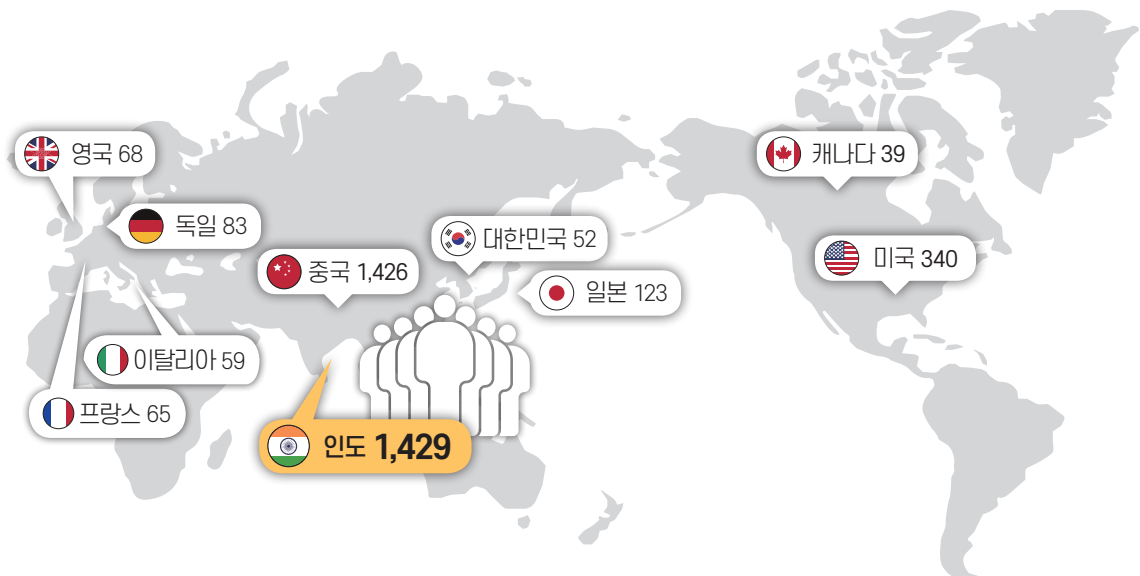 영국 68
캐나다 39
독일 83
대한민국 52
미국 340
중국 1,426
일본 123
이탈리아 59
프랑스 65
인도 1,429